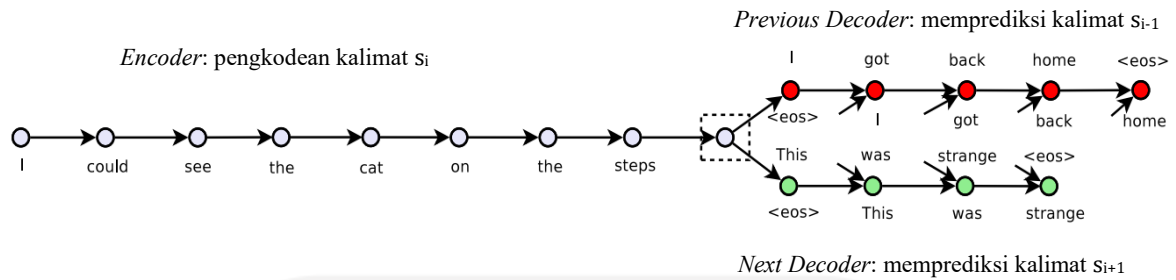 Previous Decoder: memprediksi kalimat si-1
Encoder: pengkodean kalimat si
I got back home <eos>
<eos> I got back home
I could see the cat on the steps
This was strange <eos>
<eos> This was strange
Next Decoder: memprediksi kalimat si+1